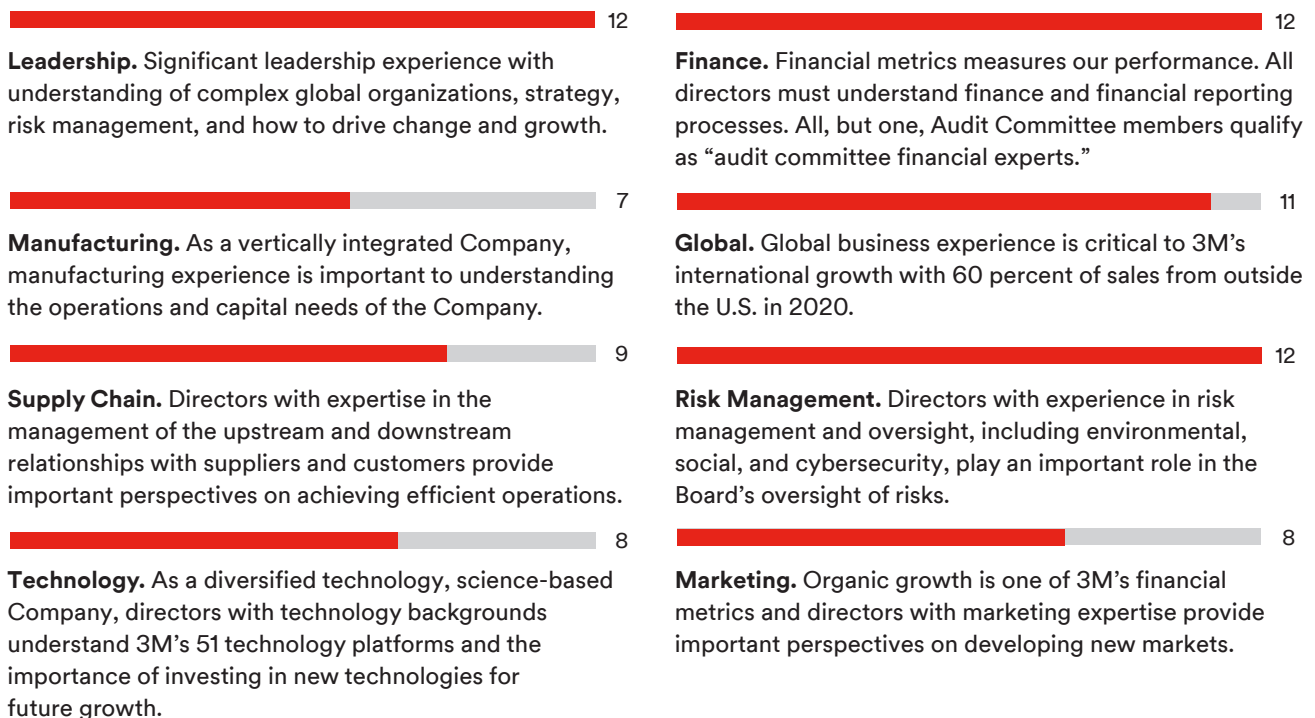 12
Leadership. Significant leadership experience with
understanding of complex global organizations, strategy,
risk management, and how to drive change and growth.
7
Manufacturing. As a vertically integrated Company,
manufacturing experience is important to understanding
the operations and capital needs of the Company.
9
Supply Chain. Directors with expertise in the
management of the upstream and downstream
relationships with suppliers and customers provide
important perspectives on achieving efficient operations.
8
Technology. As a diversified technology, science-based
Company, directors with technology backgrounds
understand 3M’s 51 technology platforms and the
importance of investing in new technologies for
future growth.
12
Finance. Financial metrics measures our performance. All
directors must understand finance and financial reporting
processes. All, but one, Audit Committee members qualify
as “audit committee financial experts.”
11
Global. Global business experience is critical to 3M’s
international growth with 60 percent of sales from outside
the U.S. in 2020.
12
Risk Management. Directors with experience in risk
management and oversight, including environmental,
social, and cybersecurity, play an important role in the
Board’s oversight of risks.
8
Marketing. Organic growth is one of 3M’s financial
metrics and directors with marketing expertise provide
important perspectives on developing new markets.